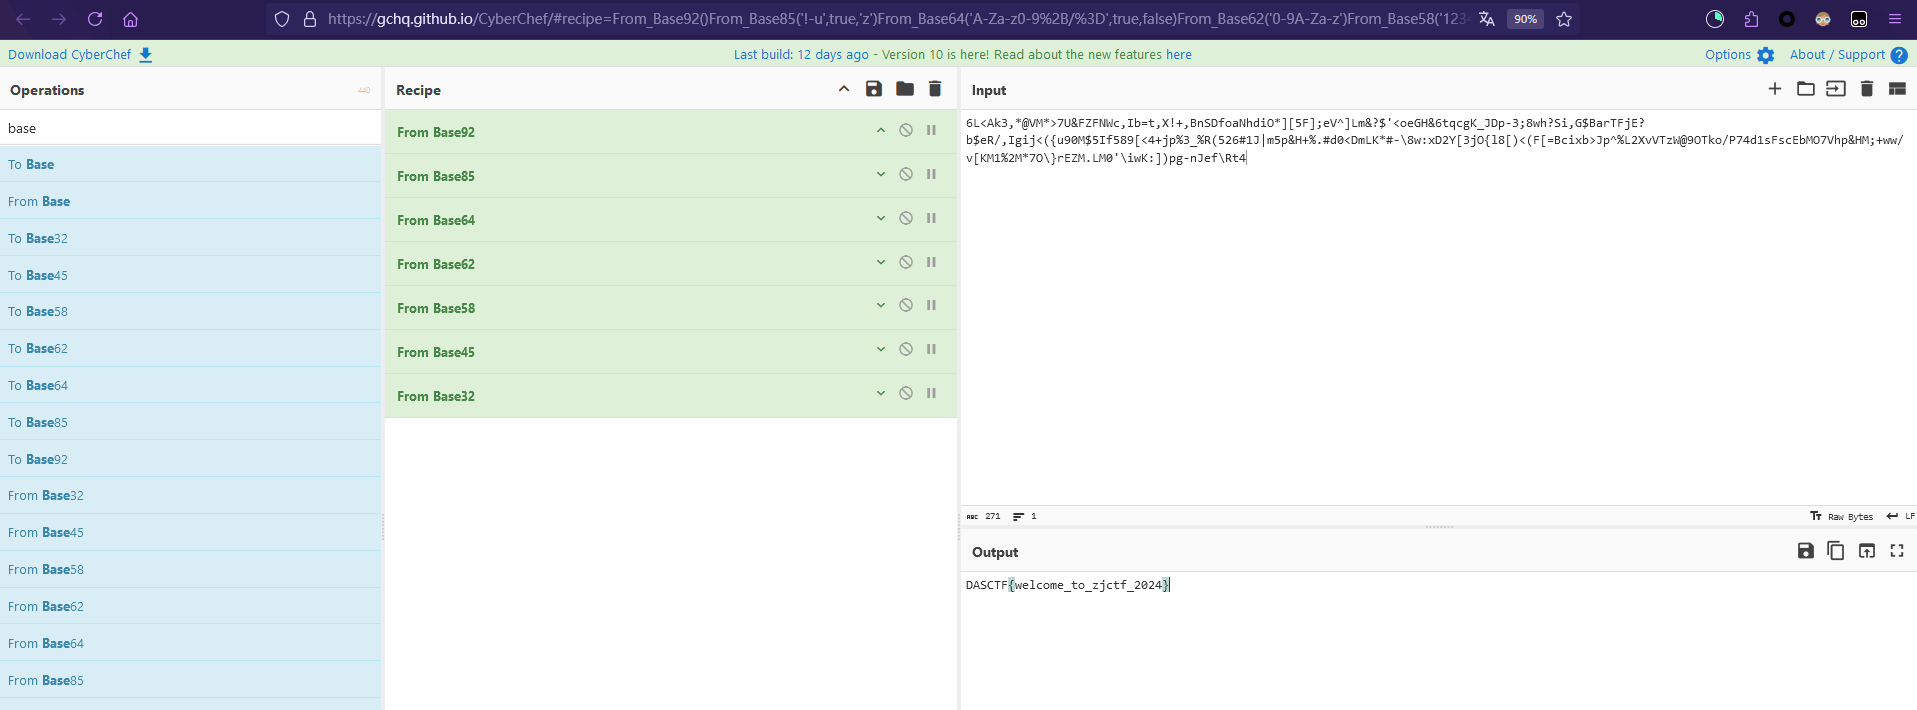 https://gchq.github.io/CyberChef/#recipe=From_Base92()From_Base85('!-u',true,'z')From_Base64('A-Za-z0-9%2B/%3D',true,false)From_Base62('0-9A-Za-z')From_Base58('123
90%
Download CyberChef
Last build: 12 days ago - Version 10 is here! Read about the new features here
Options
About / Support
Operations
440
Recipe
Input
base
To Base
From Base
To Base32
To Base45
To Base58
To Base62
To Base64
To Base85
To Base92
From Base32
From Base45
From Base58
From Base62
From Base64
From Base85
From Base92
From Base85
From Base64
From Base62
From Base58
From Base45
From Base32
6L<Ak3,*@VM*>7U&FZFNWc,Ib=t,X!+,BnSDfoaNhdiO*][5F];eV^]Lm&?$'<oeGH&6tqcgK_JDp-3;8wh?Si,G$BarTFjE?
b$eR/,Igij<({u90M$5If589[<4+jp%3_%R(526#1J|m5p&H+%.#d0<DmLK*#-\8w:xD2Y[3jO{l8[)<(F[=Bcixb>Jp^%L2XvVTzW@9OTko/P74d1sFscEbMO7Vhp&HM;+ww/
v[KM1%2M*7O\}rEZM.LM0'\iwK:])pg-nJef\Rt4
ABC 271 1
Tт Raw Bytes LF
Output
DASCTF{welcome_to_zjctf_2024}